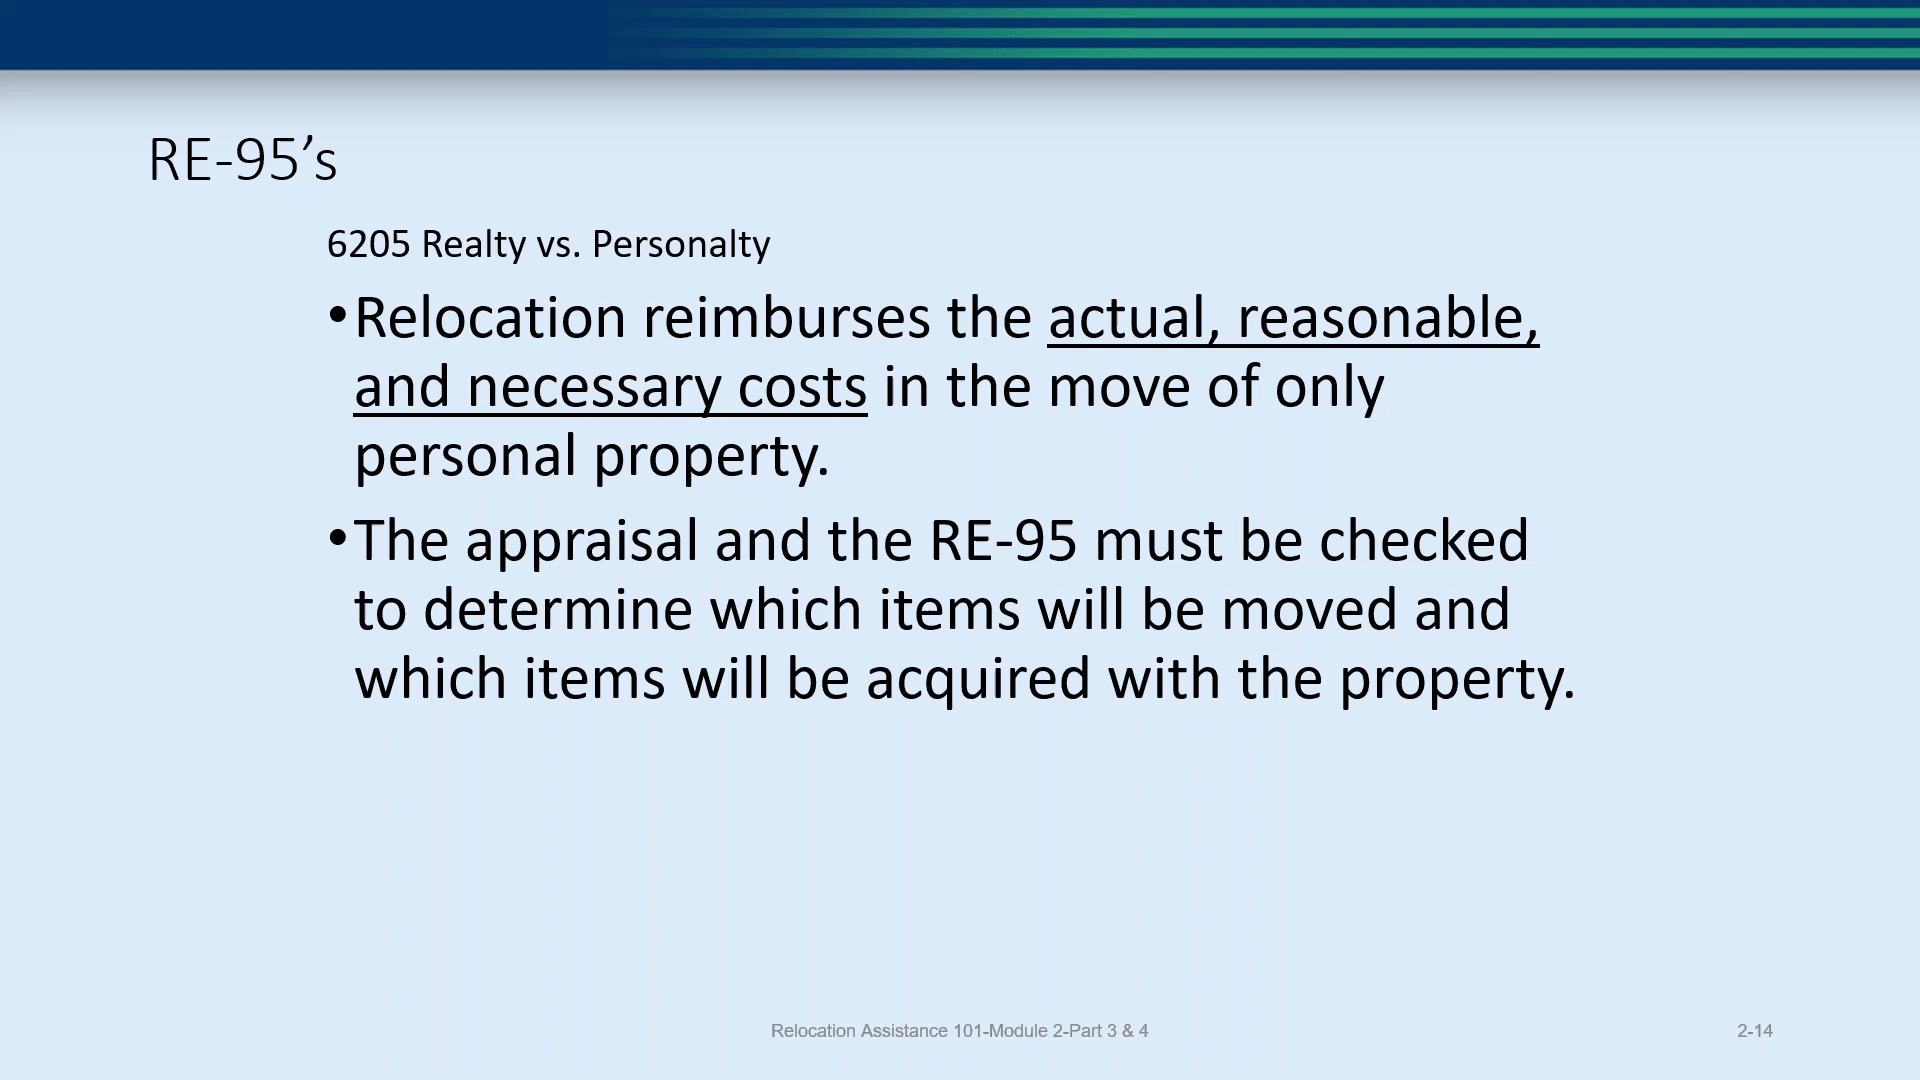 RE-95’s
6205 Realty vs. Personalty
•Relocation reimburses the actual, reasonable,
and necessary costs in the move of only
personal property.
•The appraisal and the RE-95 must be checked
to determine which items will be moved and
which items will be acquired with the property.
Relocation Assistance 101-Module 2-Part 3 & 4
2-14